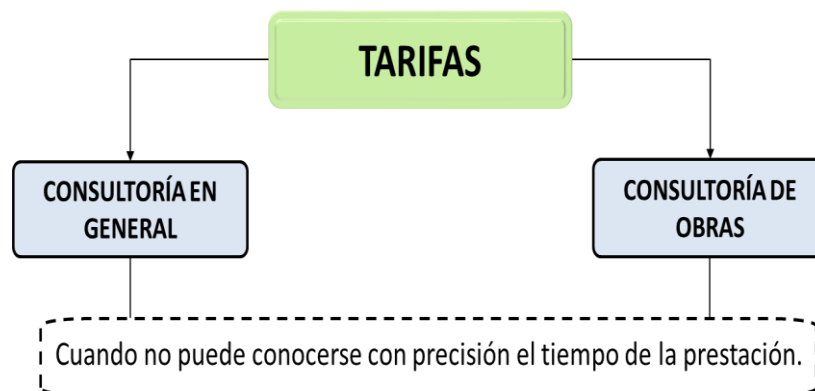 TARIFAS
CONSULTORÍA EN
GENERAL
CONSULTORÍA DE
OBRAS
Cuando no puede conocerse con precisión el tiempo de la prestación.